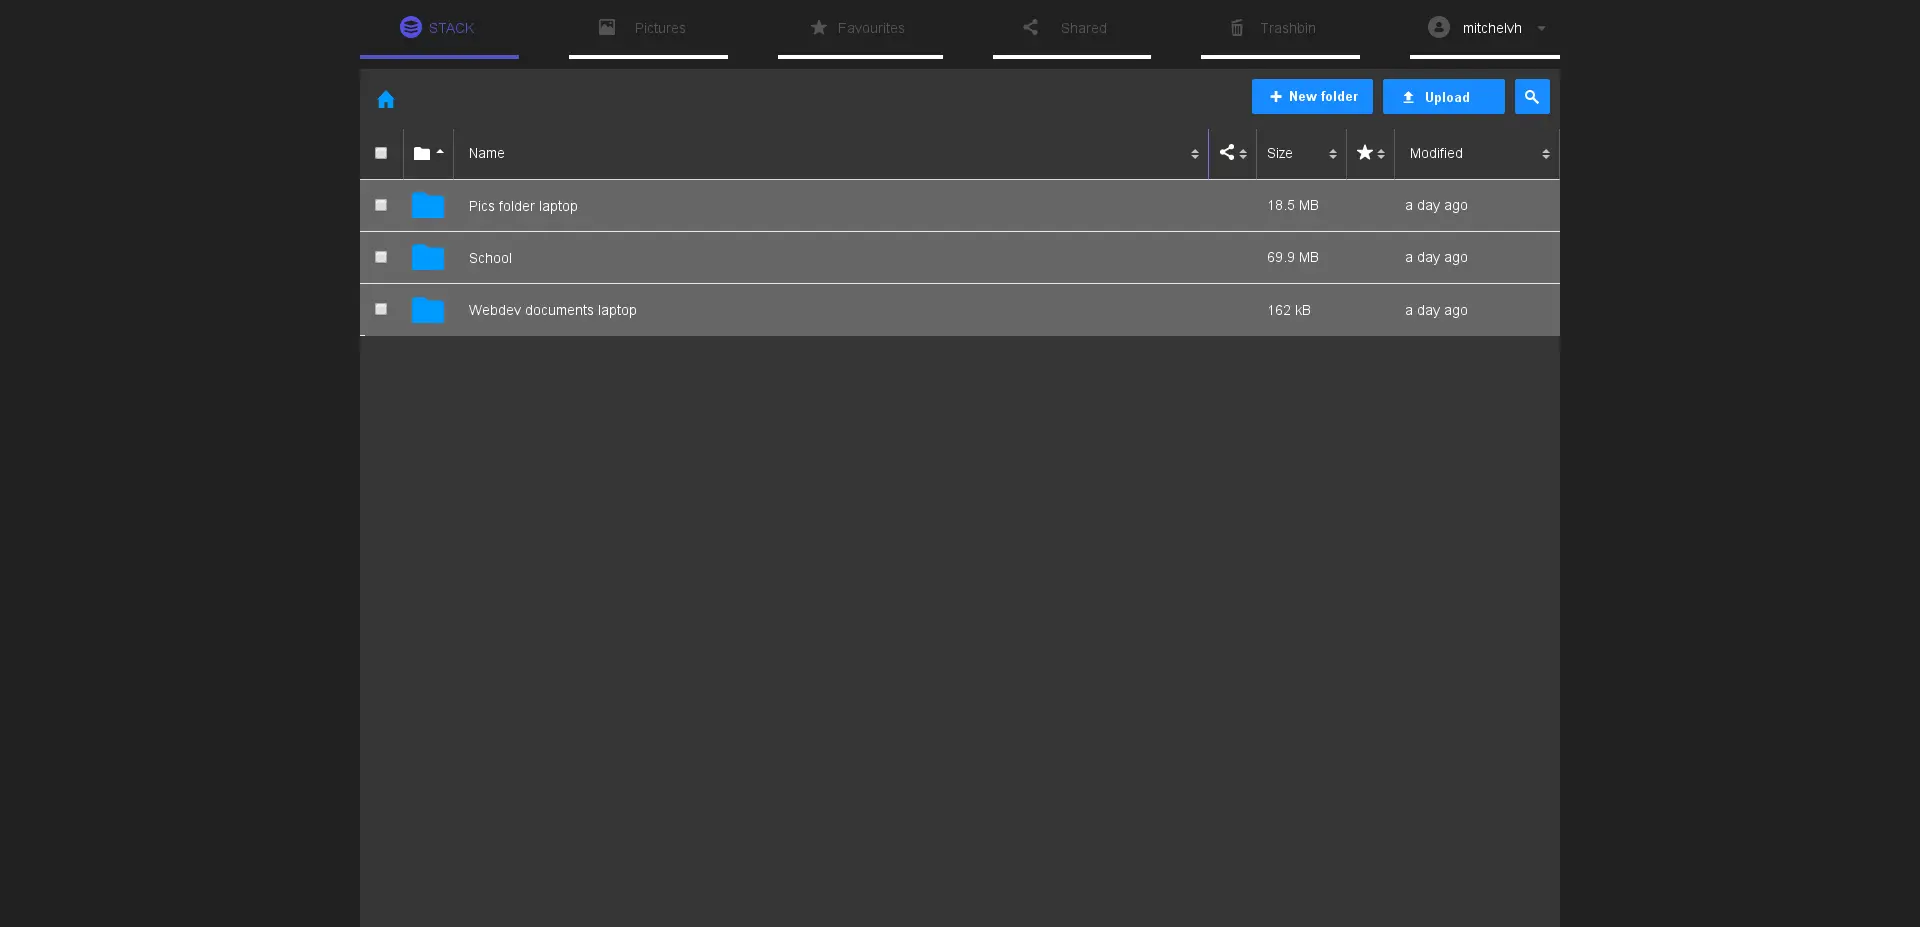 STACK Pictures Favourites Shared Trashbin mitchelvh
New folder Upload
Name Size Modified
Pics folder laptop 18.5 MB a day ago
School 69.9 MB a day ago
Webdev documents laptop 162 kB a day ago